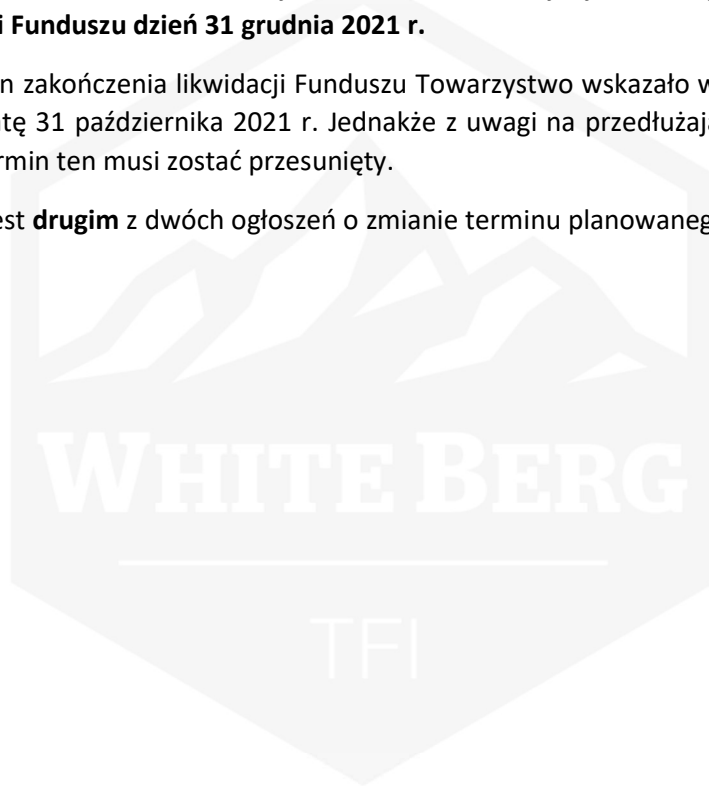 i Funduszu dzień 31 grudnia 2021 r.
n zakończenia likwidacji Funduszu Towarzystwo wskazało w
tę 31 października 2021 r. Jednakże z uwagi na przedłużają
rmin ten musi zostać przesunięty.
est drugim z dwóch ogłoszeń o zmianie terminu planowaneg
WHITE BERG
TFI